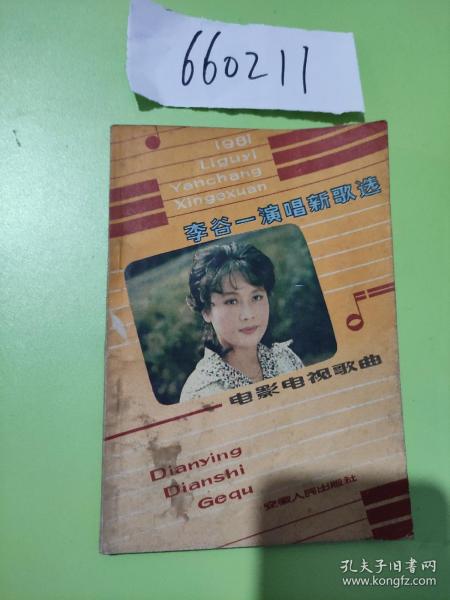 660211
1981
Liguyi
Yanchang
Xingexuan
李谷一演唱新歌选
电影电视歌曲
Dianying
Dianshi
Gequ
安徽人民出版社
孔夫子旧书网
www.kongfz.com